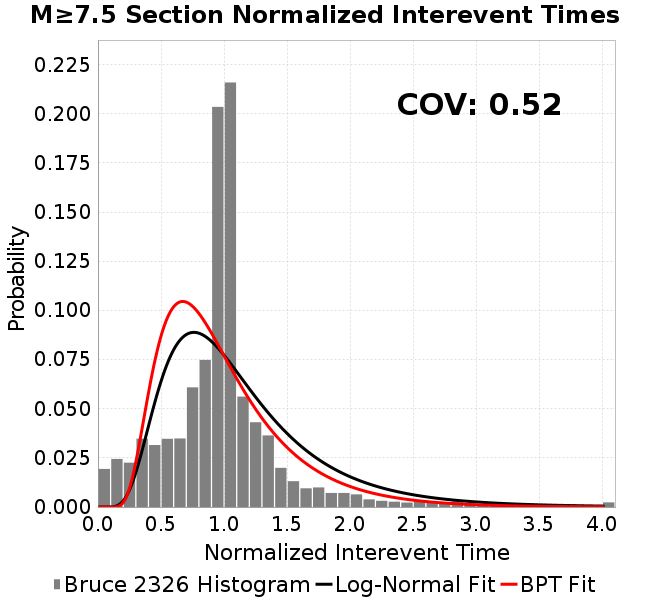 M≥7.5 Section Normalized Interevent Times
COV: 0.52
0.225
0.200
0.175
0.150
0.125
0.100
0.075
0.050
0.025
0.000
Probability
0.0 0.5 1.0 1.5 2.0 2.5 3.0 3.5 4.0
Normalized Interevent Time
Bruce 2326 Histogram Log-Normal Fit BPT Fit